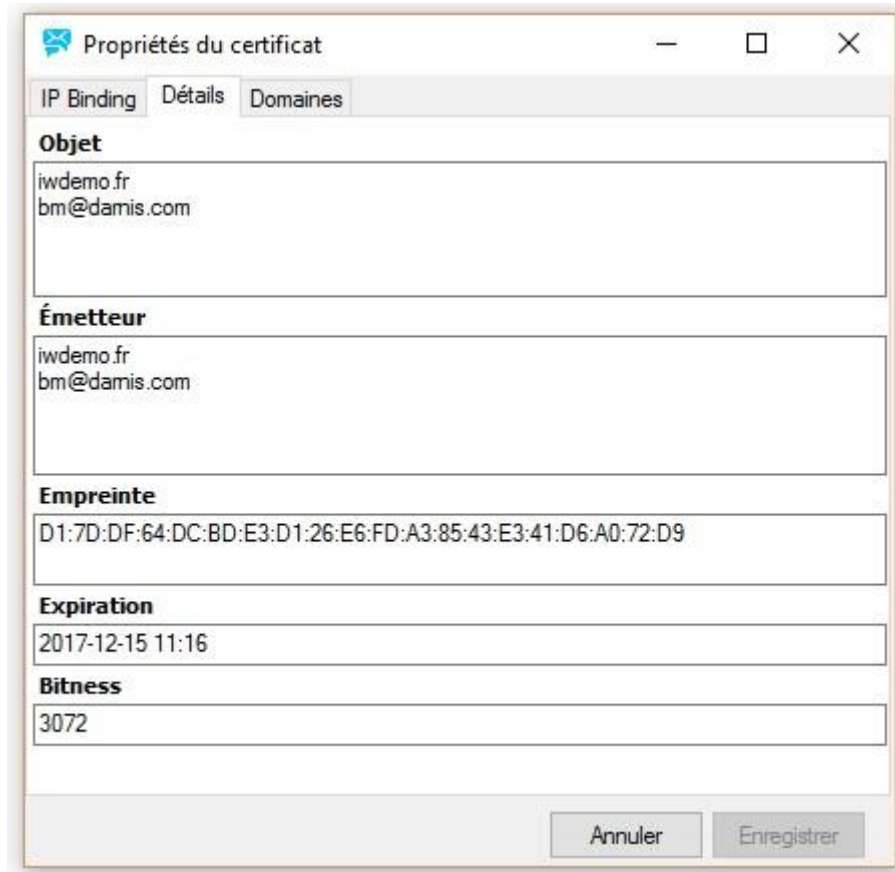 Propriétés du certificat
IP Binding Détails Domaines
Objet
iwdemo.fr
bm@damis.com
Émetteur
iwdemo.fr
bm@damis.com
Empreinte
D1:7D:DF:64:DC:BD:E3:D1:26:E6:FD:A3:85:43:E3:41:D6:A0:72:D9
Expiration
2017-12-15 11:16
Bitness
3072
Annuler Enregistrer